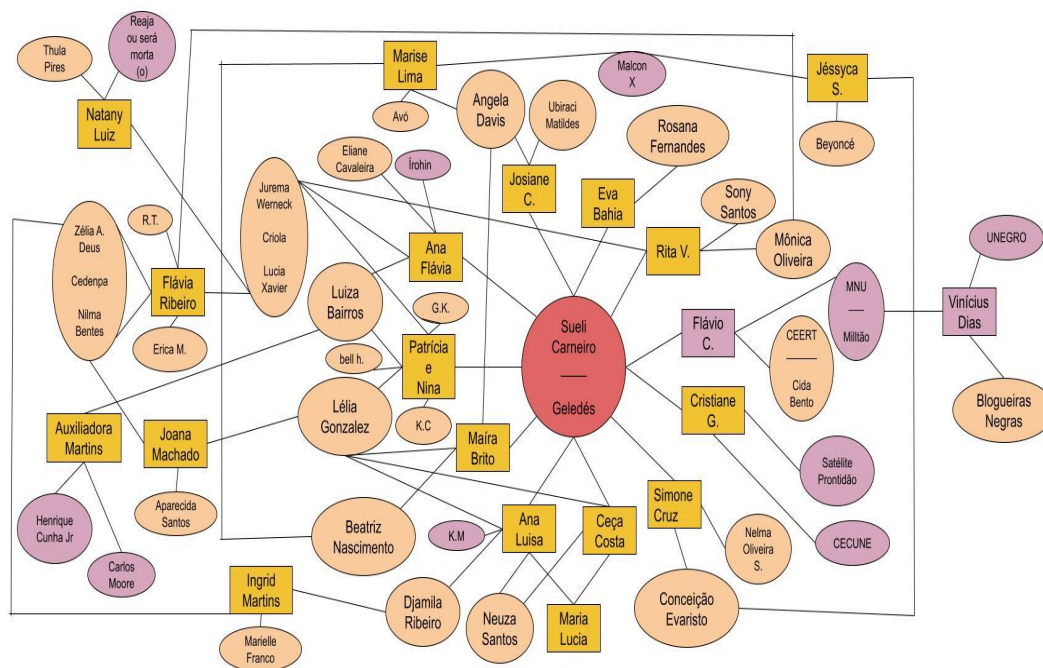 Reaja
ou será
morta
(o)
Thula
Pires
Natany
Luiz
Marise
Lima
Avó
Malcon
X
Jéssyca
S.
Beyoncé
Angela
Davis
Ubiraci
Matildes
Josiane
C.
Rosana
Fernandes
Eva
Bahia
Eliane
Cavaleira
Írohin
Ana
Flávia
Jurema
Werneck
Criola
Lucia
Xavier
Sony
Santos
Rita V.
Mônica
Oliveira
Zélia A.
Deus
Cedenpa
Nilma
Bentes
R.T.
Flávia
Ribeiro
Erica M.
Luiza
Bairros
G.K.
bell h.
Patrícia
e
Nina
K.C
Lélia
Gonzalez
Sueli
Carneiro
Geledés
Flávio
C.
MNU
Milltão
CEERT
Cida
Bento
UNEGRO
Vinícius
Dias
Blogueiras
Negras
Cristiane
G.
Satélite
Prontidão
CECUNE
Auxiliadora
Martins
Joana
Machado
Aparecida
Santos
Henrique
Cunha Jr
Carlos
Moore
Maíra
Brito
Beatriz
Nascimento
K.M
Ana
Luisa
Ceça
Costa
Simone
Cruz
Nelma
Oliveira
S.
Conceição
Evaristo
Ingrid
Martins
Marielle
Franco
Djamila
Ribeiro
Neuza
Santos
Maria
Lucia